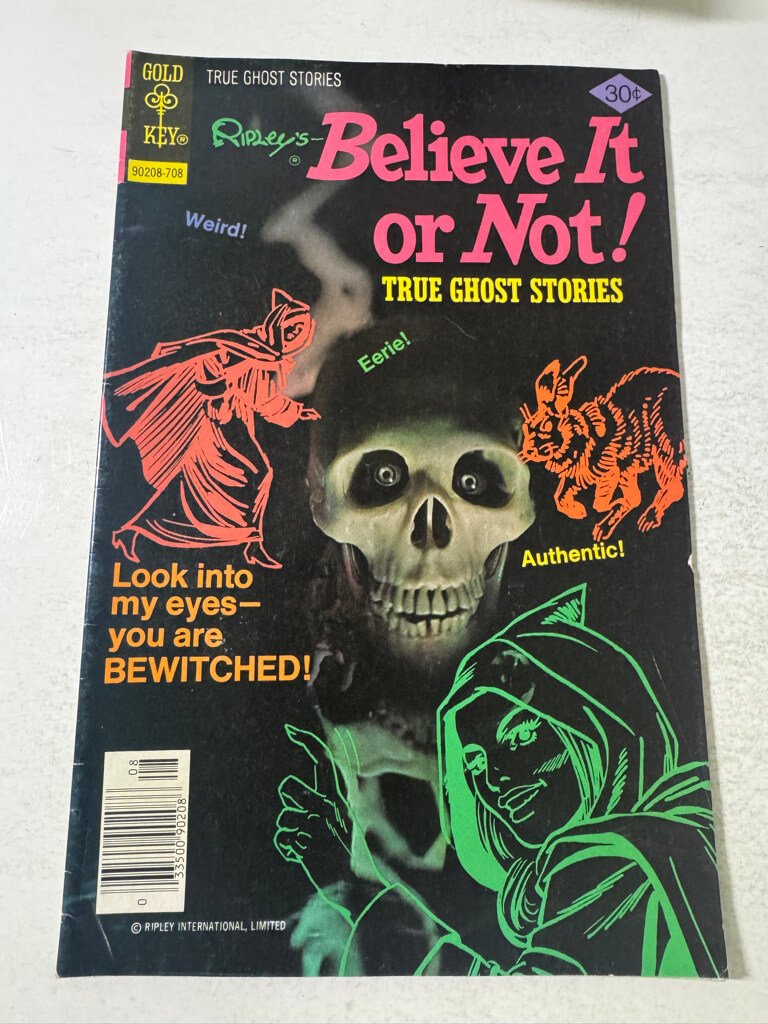 GOLD
KEY®
90208-708
TRUE GHOST STORIES
30¢
Ripley's—
®
Believe It
or Not!
TRUE GHOST STORIES
Weird!
Eerie!
Authentic!
Look into
my eyes—
you are
BEWITCHED!
08
0
33500 90208
© RIPLEY INTERNATIONAL, LIMITED